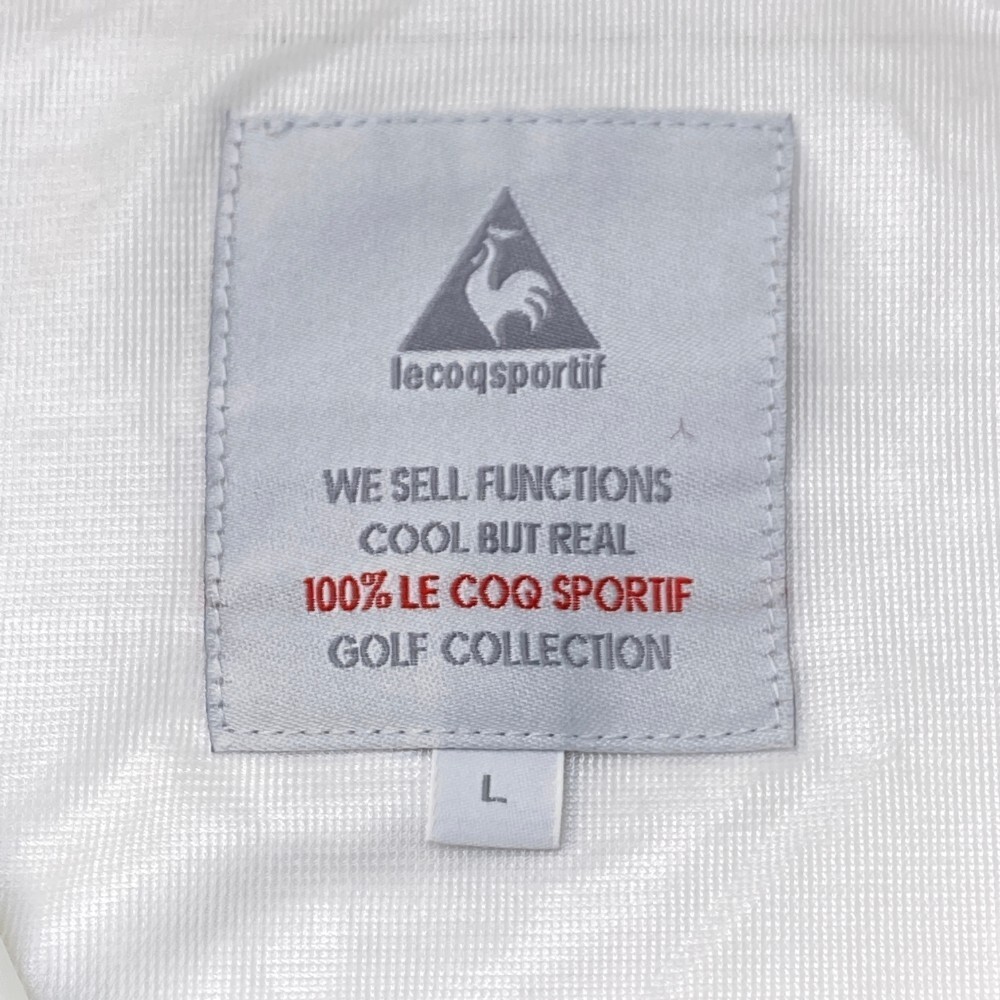 lecoqsportif
WE SELL FUNCTIONS
COOL BUT REAL
100% LE COQ SPORTIF
GOLF COLLECTION
L